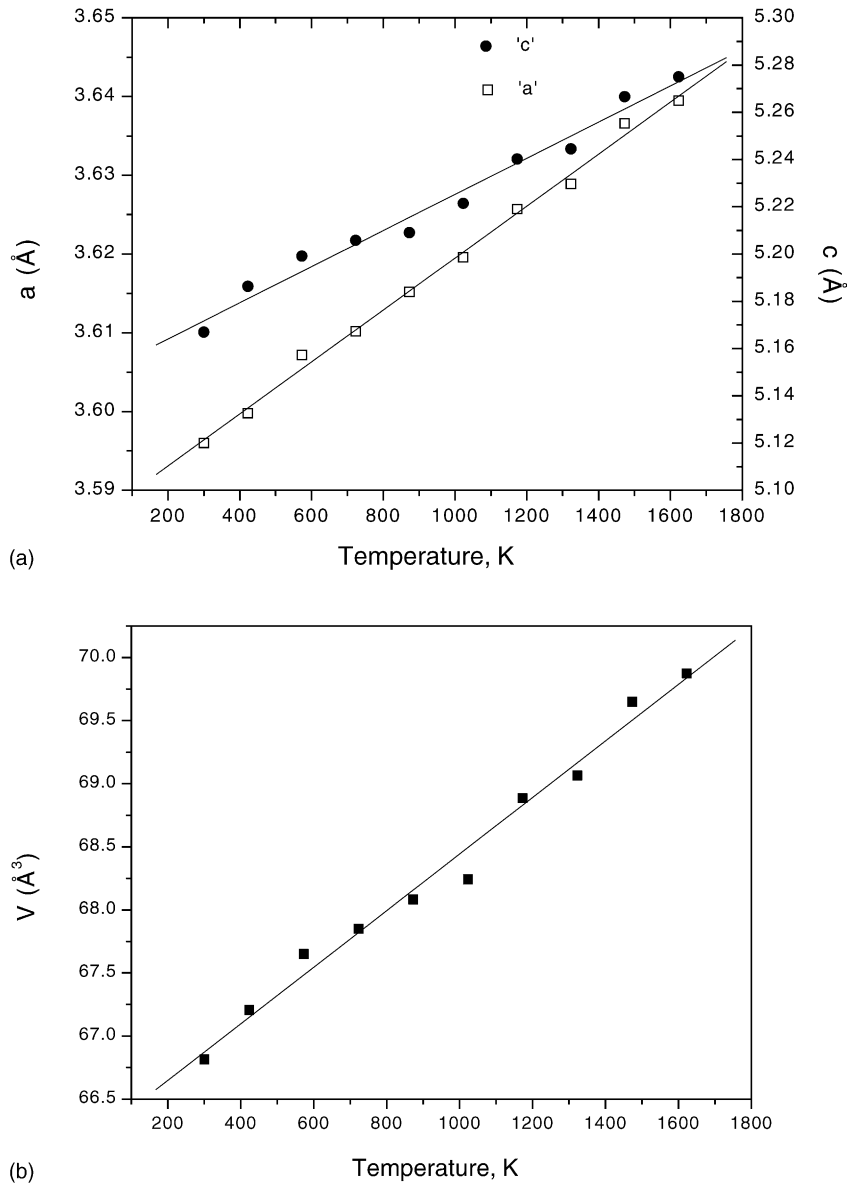 3.65
5.30
'c'
5.28
3.64
'a'
5.26
3.63
5.24
5.22
a (Å)
3.62
5.20
c (Å)
5.18
3.61
5.16
3.60
5.14
5.12
3.59
5.10
200 400 600 800 1000 1200 1400 1600 1800
(a)
Temperature, K
70.0
69.5
69.0
68.5
V (Å³)
68.0
67.5
67.0
66.5
200 400 600 800 1000 1200 1400 1600 1800
(b)
Temperature, K